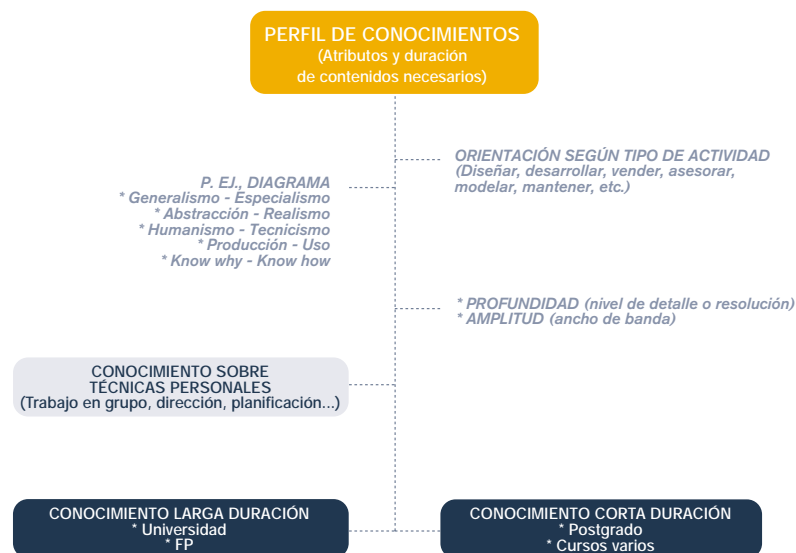 PERFIL DE CONOCIMIENTOS
(Atributos y duración
de contenidos necesarios)
ORIENTACIÓN SEGÚN TIPO DE ACTIVIDAD
(Diseñar, desarrollar, vender, asesorar,
modelar, mantener, etc.)
P. EJ., DIAGRAMA
* Generalismo - Especialismo
* Abstracción - Realismo
* Humanismo - Tecnicismo
* Producción - Uso
* Know why - Know how
* PROFUNDIDAD (nivel de detalle o resolución)
* AMPLITUD (ancho de banda)
CONOCIMIENTO SOBRE
TÉCNICAS PERSONALES
(Trabajo en grupo, dirección, planificación...)
CONOCIMIENTO LARGA DURACIÓN
* Universidad
* FP
CONOCIMIENTO CORTA DURACIÓN
* Postgrado
* Cursos varios